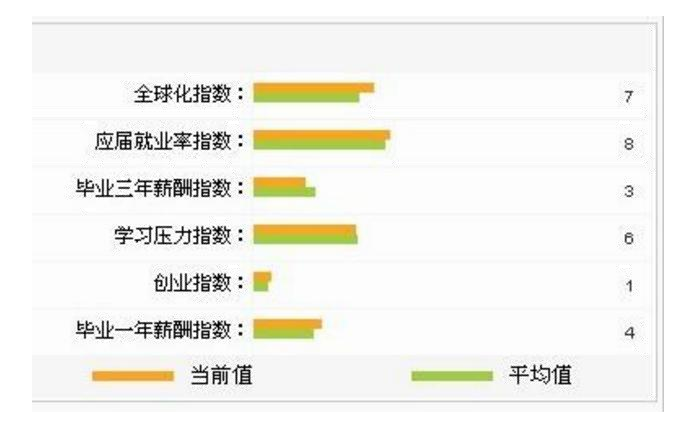 全球化指数： 7
应届就业率指数： 8
毕业三年薪酬指数： 3
学习压力指数： 6
创业指数： 1
毕业一年薪酬指数： 4
当前值 平均值